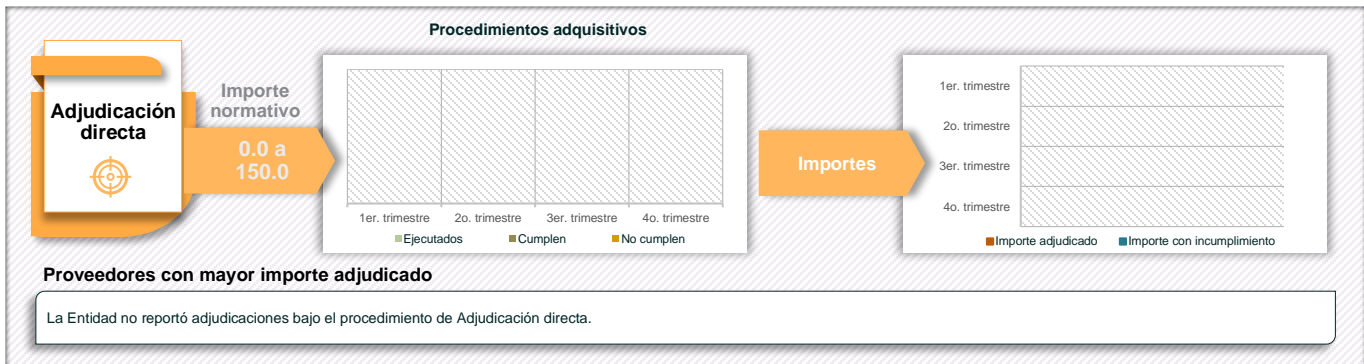 Procedimientos adquisitivos
Adjudicación
directa
Importe
normativo
0.0 a
150.0
1er. trimestre
2o. trimestre
3er. trimestre
4o. trimestre
Ejecutados
Cumplen
No cumplen
Importes
1er. trimestre
2o. trimestre
3er. trimestre
4o. trimestre
Importe adjudicado
Importe con incumplimiento
Proveedores con mayor importe adjudicado
La Entidad no reportó adjudicaciones bajo el procedimiento de Adjudicación directa.